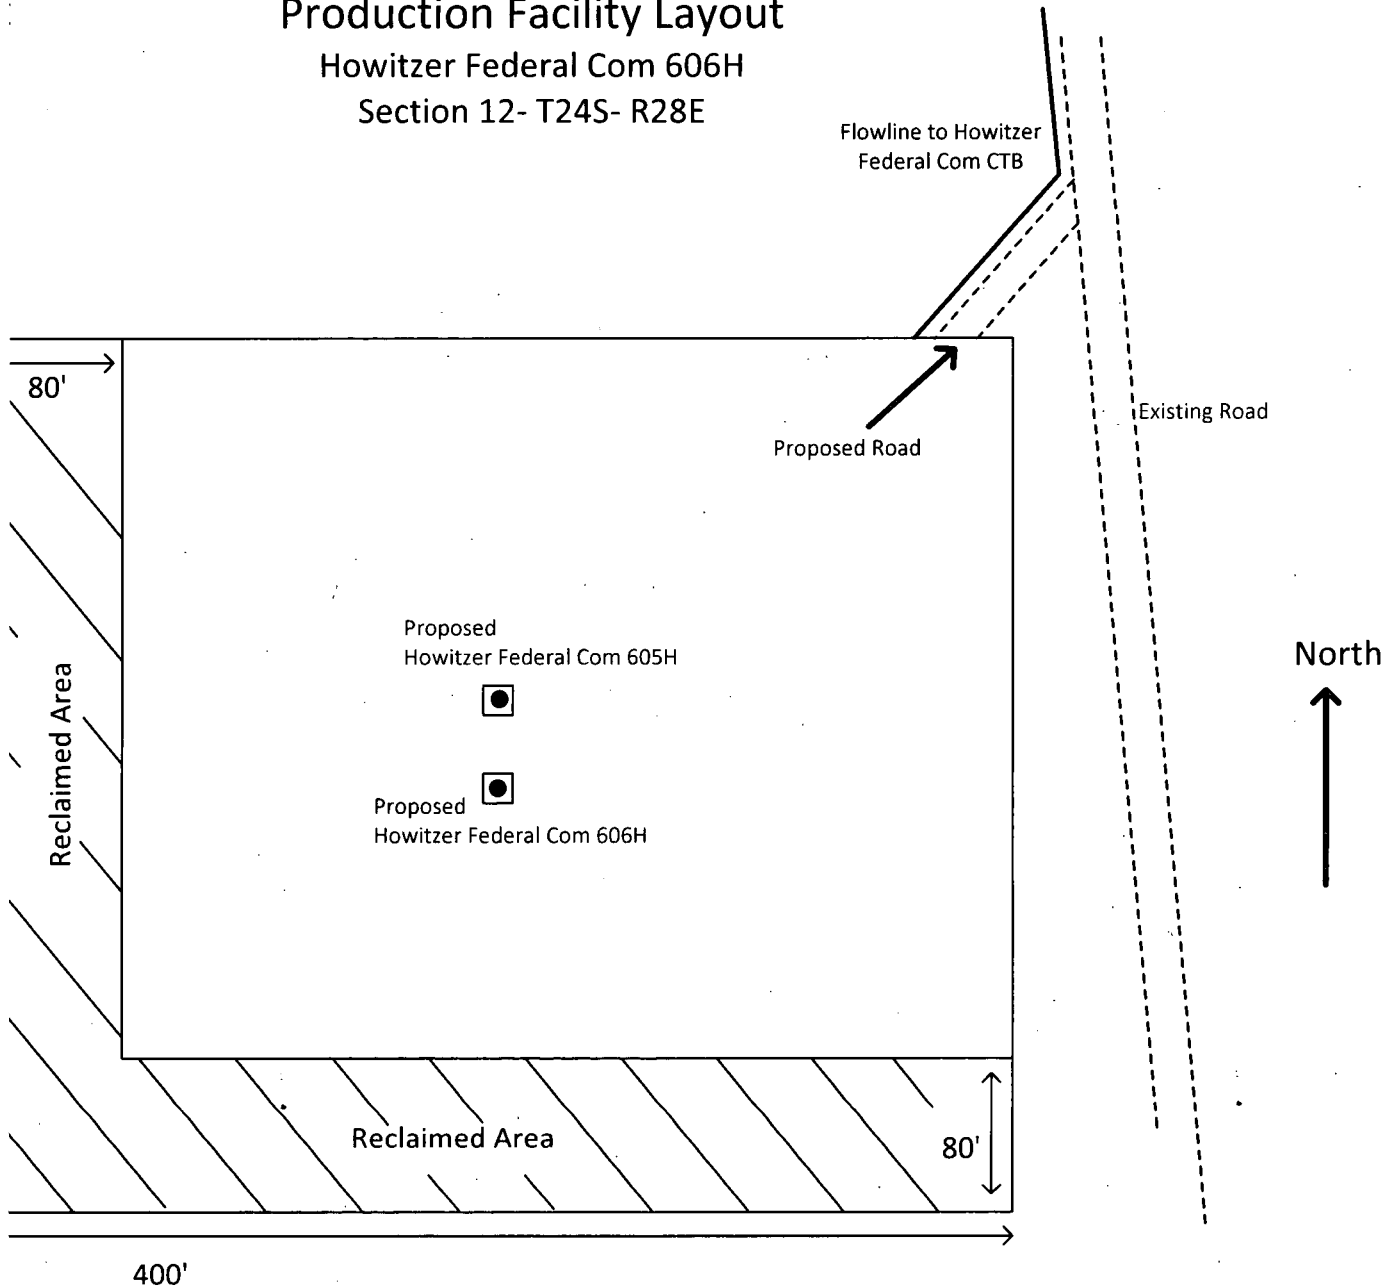 Production Facility Layout
Howitzer Federal Com 606H
Section 12- T24S- R28E
Flowline to Howitzer
Federal Com CTB
80'
Existing Road
Proposed Road
Proposed
Howitzer Federal Com 605H
North
Reclaimed Area
Proposed
Howitzer Federal Com 606H
Reclaimed Area
80'
400'